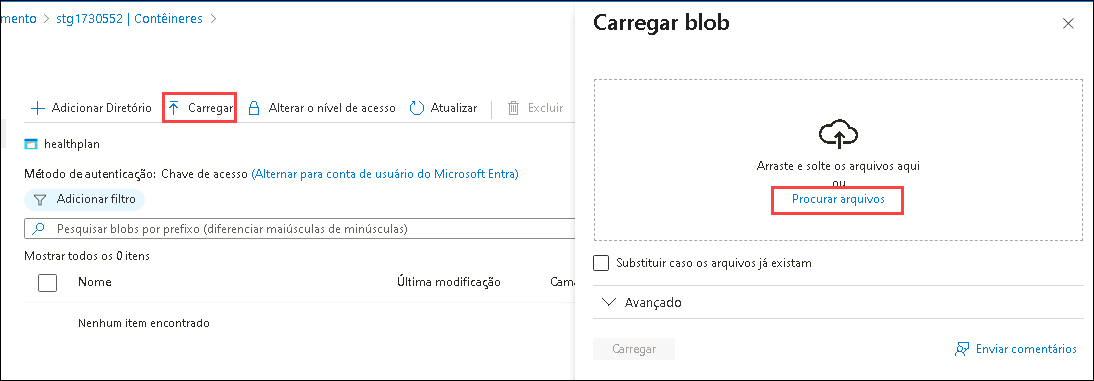 mento > stg1730552 | Contêineres >
Adicionar Diretório Carregar Alterar o nível de acesso Atualizar Excluir
healthplan
Método de autenticação: Chave de acesso (Alternar para conta de usuário do Microsoft Entra)
Adicionar filtro
Pesquisar blobs por prefixo (diferenciar maiúsculas de minúsculas)
Mostrar todos os 0 itens
Nome Última modificação Cama
Nenhum item encontrado
Carregar blob
Arraste e solte os arquivos aqui
ou
Procurar arquivos
Substituir caso os arquivos já existam
Avançado
Carregar Enviar comentários